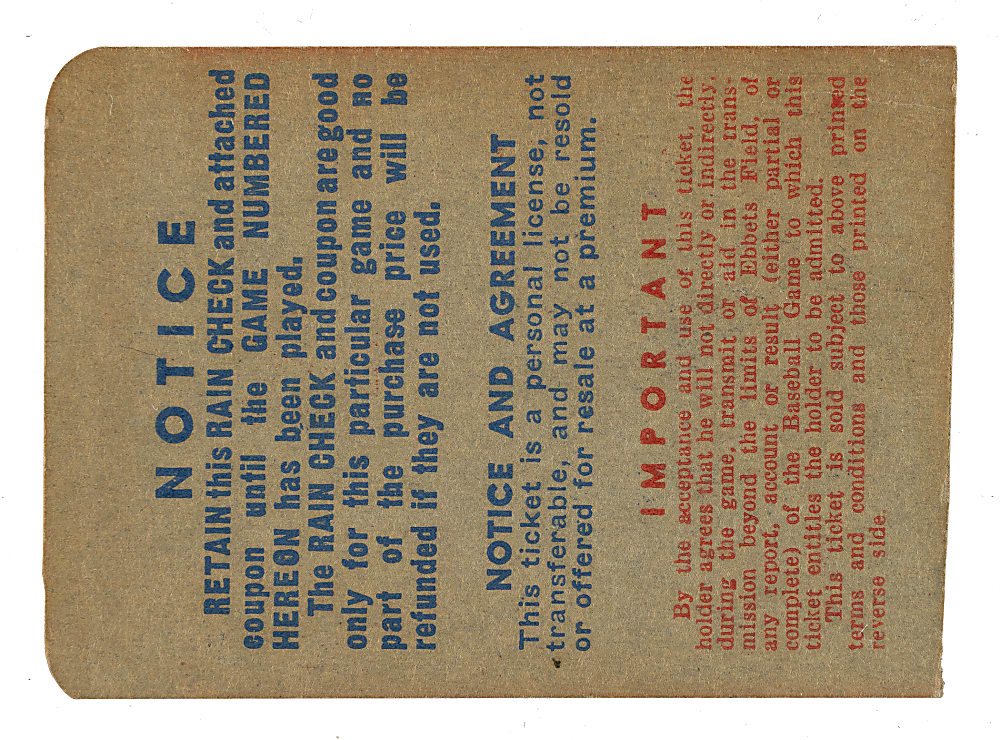 NOTICE
RETAIN this RAIN CHECK and attached
coupon until the GAME NUMBERED
HEREON has been played.
The RAIN CHECK and coupon are good
only for this particular game and no
part of the purchase price will be
refunded if they are not used.
NOTICE AND AGREEMENT
This ticket is a personal license, not
transferable, and may not be resold
or offered for resale at a premium.
IMPORTANT
By the acceptance and use of this ticket, the
holder agrees that he will not directly or indirectly,
during the game, transmit or aid in the trans-
mission beyond the limits of Ebbets Field, of
any report, account or result (either partial or
complete) of the Baseball Game to which this
ticket entitles the holder to be admitted.
This ticket is sold subject to above printed
terms and conditions and those printed on the
reverse side.